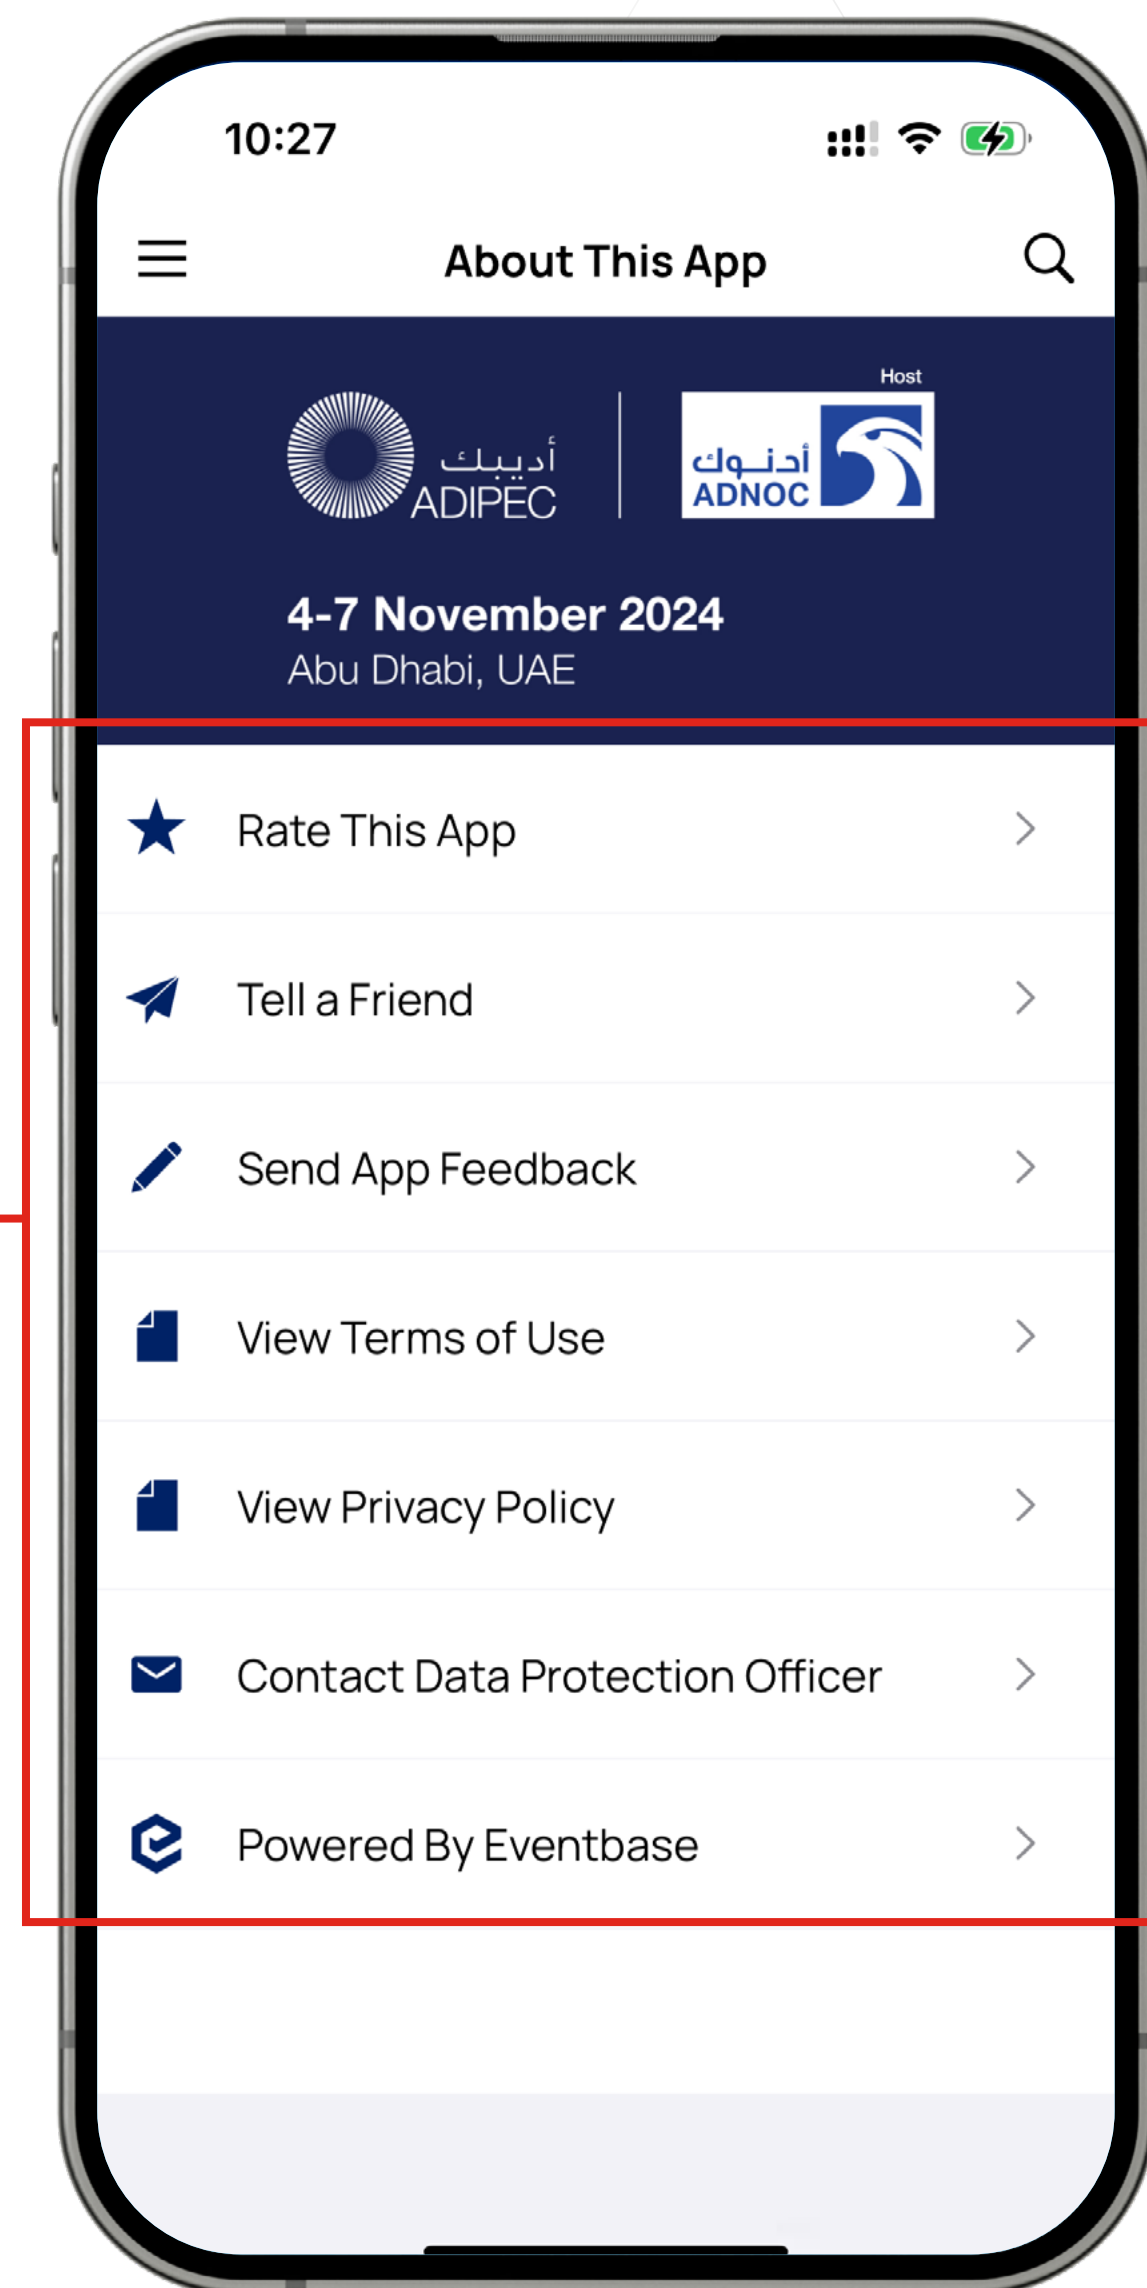 10:27
About This App
Host
أديبك
ADIPEC
أدنوك
ADNOC
4-7 November 2024
Abu Dhabi, UAE
Rate This App
Tell a Friend
Send App Feedback
View Terms of Use
View Privacy Policy
Contact Data Protection Officer
Powered By Eventbase